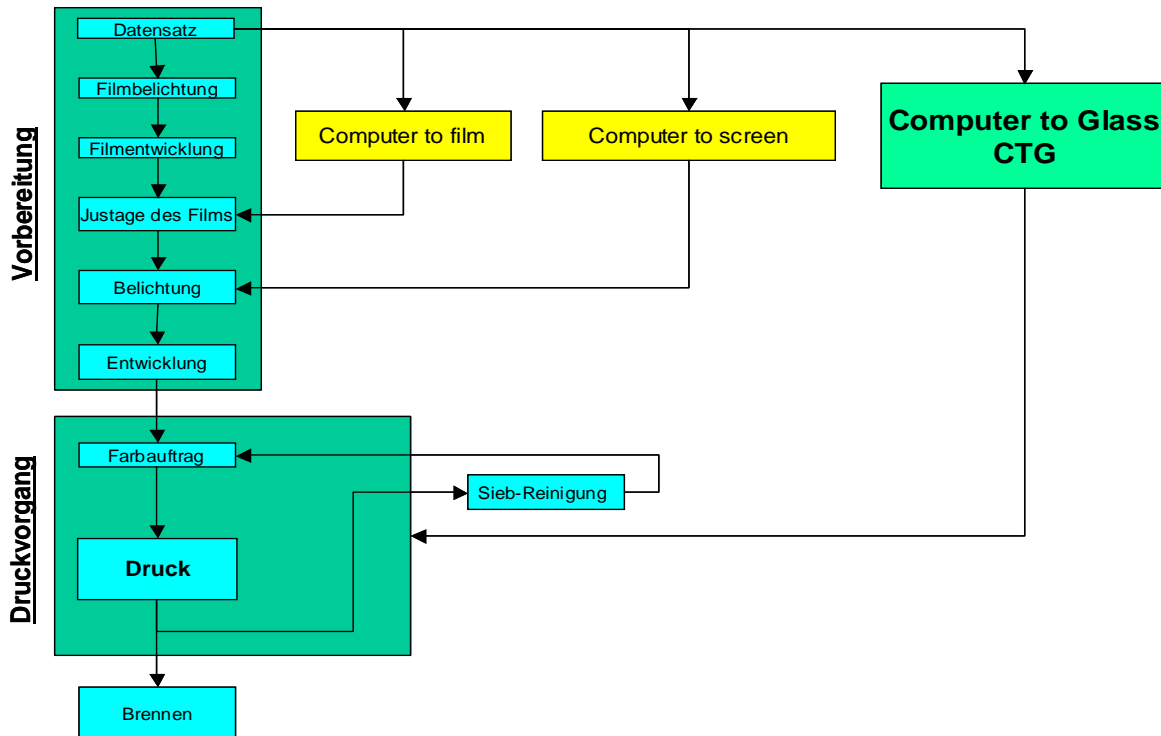 Vorbereitung
Datensatz
Filmbelichtung
Filmentwicklung
Justage des Films
Belichtung
Entwicklung
Computer to film
Computer to screen
Computer to Glass
CTG
Druckvorgang
Farbauftrag
Sieb-Reinigung
Druck
Brennen